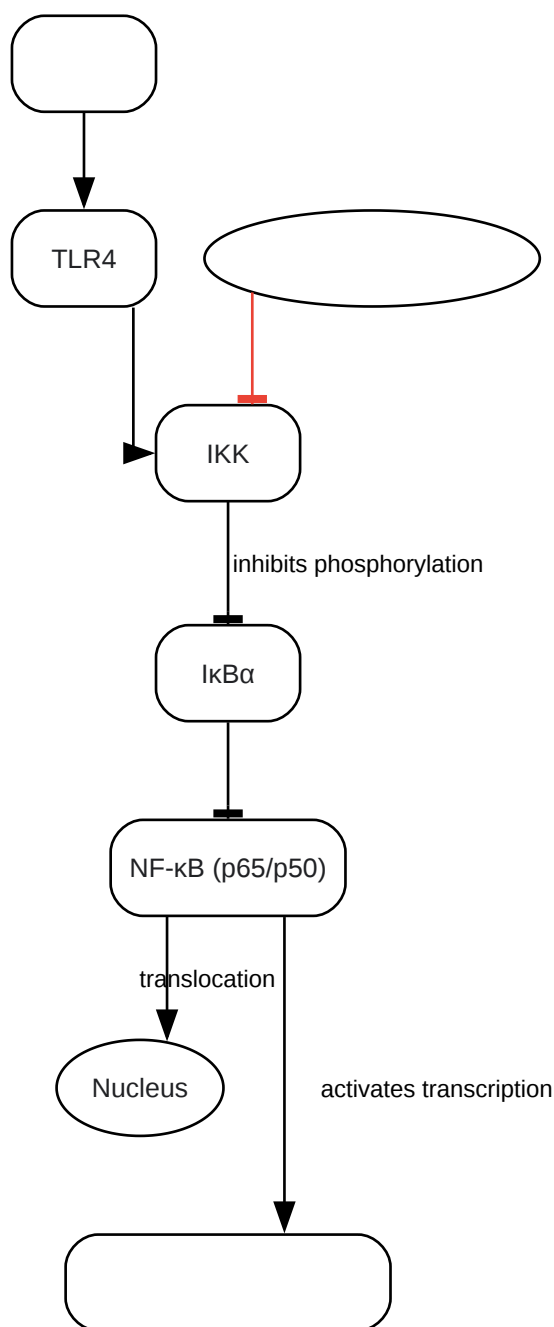 TLR4
IKK
inhibits phosphorylation
IκBα
NF-κB (p65/p50)
translocation
Nucleus
activates transcription